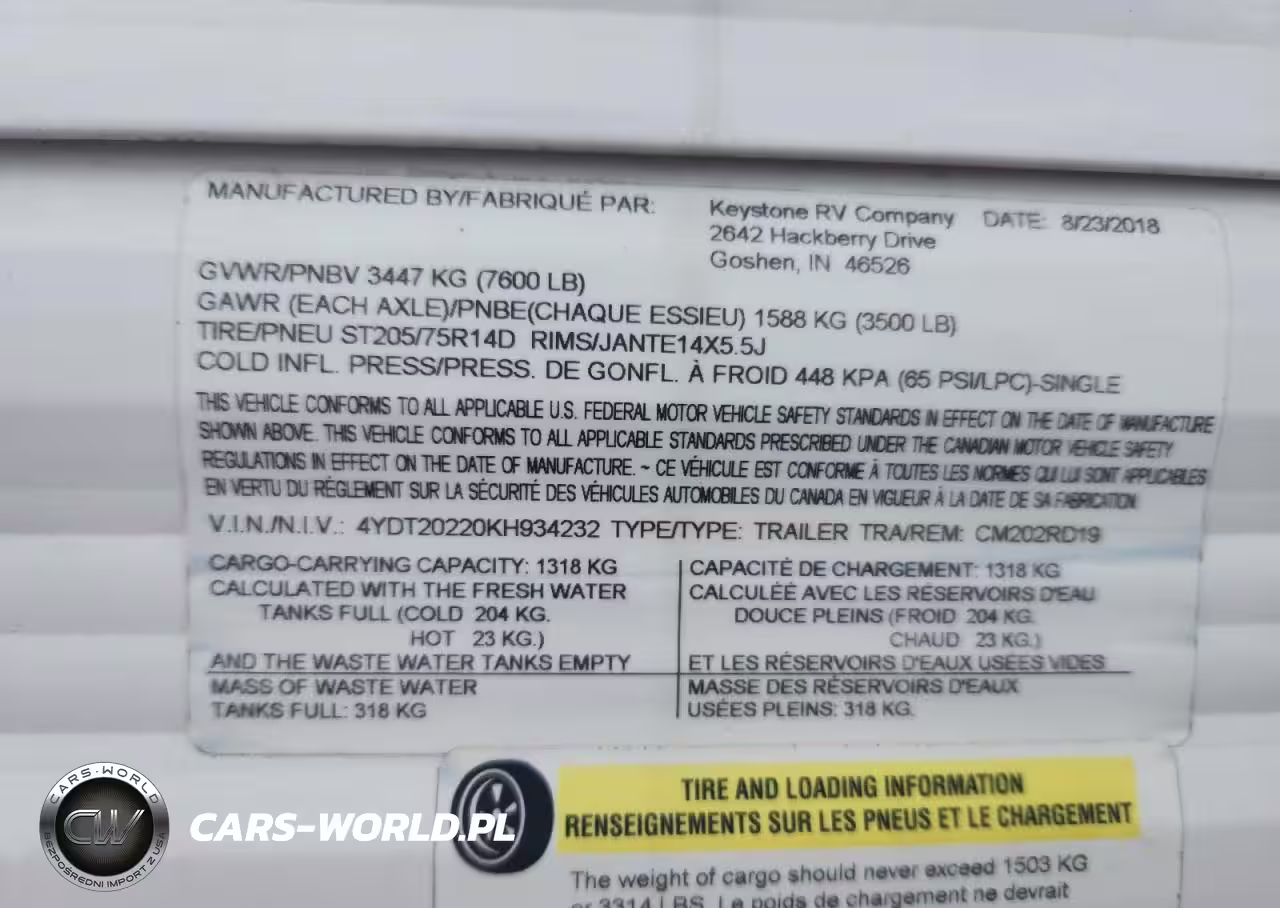 MANUFACTURED BY/FABRIQUÉ PAR: Keystone RV Company DATE: 8/23/2018
2642 Hackberry Drive
Goshen, IN 46526
GVWR/PNBV 3447 KG (7600 LB)
GAWR (EACH AXLE)/PNBE(CHAQUE ESSIEU) 1588 KG (3500 LB)
TIRE/PNEU ST205/75R14D RIMS/JANTE14X5.5J
COLD INFL. PRESS/PRESS. DE GONFL. À FROID 448 KPA (65 PSI/LPC)-SINGLE
THIS VEHICLE CONFORMS TO ALL APPLICABLE U.S. FEDERAL MOTOR VEHICLE SAFETY STANDARDS IN EFFECT ON THE DATE OF MANUFACTURE
SHOWN ABOVE. THIS VEHICLE CONFORMS TO ALL APPLICABLE STANDARDS PRESCRIBED UNDER THE CANADIAN MOTOR VEHICLE SAFETY
REGULATIONS IN EFFECT ON THE DATE OF MANUFACTURE. ~ CE VÉHICULE EST CONFORME À TOUTES LES NORMES QUI LUI SONT APPLICABLES
EN VERTU DU RÈGLEMENT SUR LA SÉCURITÉ DES VÉHICULES AUTOMOBILES DU CANADA EN VIGUEUR À LA DATE DE SA FABRICATION.
V.I.N./N.I.V.: 4YDT20220KH934232 TYPE/TYPE: TRAILER TRA/REM: CM202RD19
CARGO-CARRYING CAPACITY: 1318 KG
CALCULATED WITH THE FRESH WATER
TANKS FULL (COLD 204 KG.
HOT 23 KG.)
AND THE WASTE WATER TANKS EMPTY
MASS OF WASTE WATER
TANKS FULL: 318 KG
CAPACITÉ DE CHARGEMENT: 1318 KG
CALCULÉE AVEC LES RÉSERVOIRS D'EAU
DOUCE PLEINS (FROID 204 KG.
CHAUD 23 KG.)
ET LES RÉSERVOIRS D'EAUX USÉES VIDES
MASSE DES RÉSERVOIRS D'EAUX
USÉES PLEINS: 318 KG.
TIRE AND LOADING INFORMATION
RENSEIGNEMENTS SUR LES PNEUS ET LE CHARGEMENT
The weight of cargo should never exceed 1503 KG
or 3314 LBS. Le poids de chargement ne devrait
CARS-WORLD
CW
BEZPOŚREDNI IMPORT Z USA
CARS-WORLD.PL